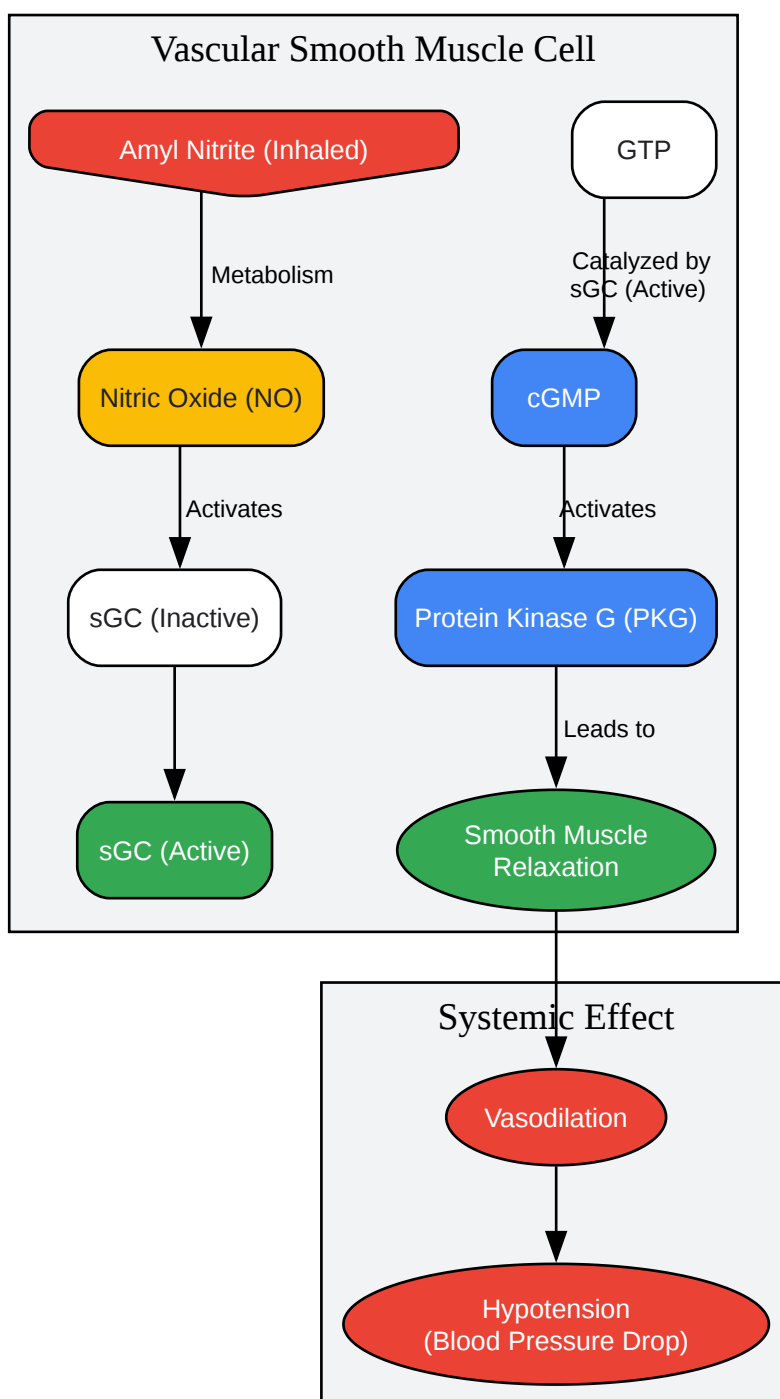 Vascular Smooth Muscle Cell
Amyl Nitrite (Inhaled)
GTP
Metabolism
Catalyzed by
sGC (Active)
Nitric Oxide (NO)
cGMP
Activates
Activates
sGC (Inactive)
Protein Kinase G (PKG)
Leads to
sGC (Active)
Smooth Muscle
Relaxation
Systemic Effect
Vasodilation
Hypotension
(Blood Pressure Drop)